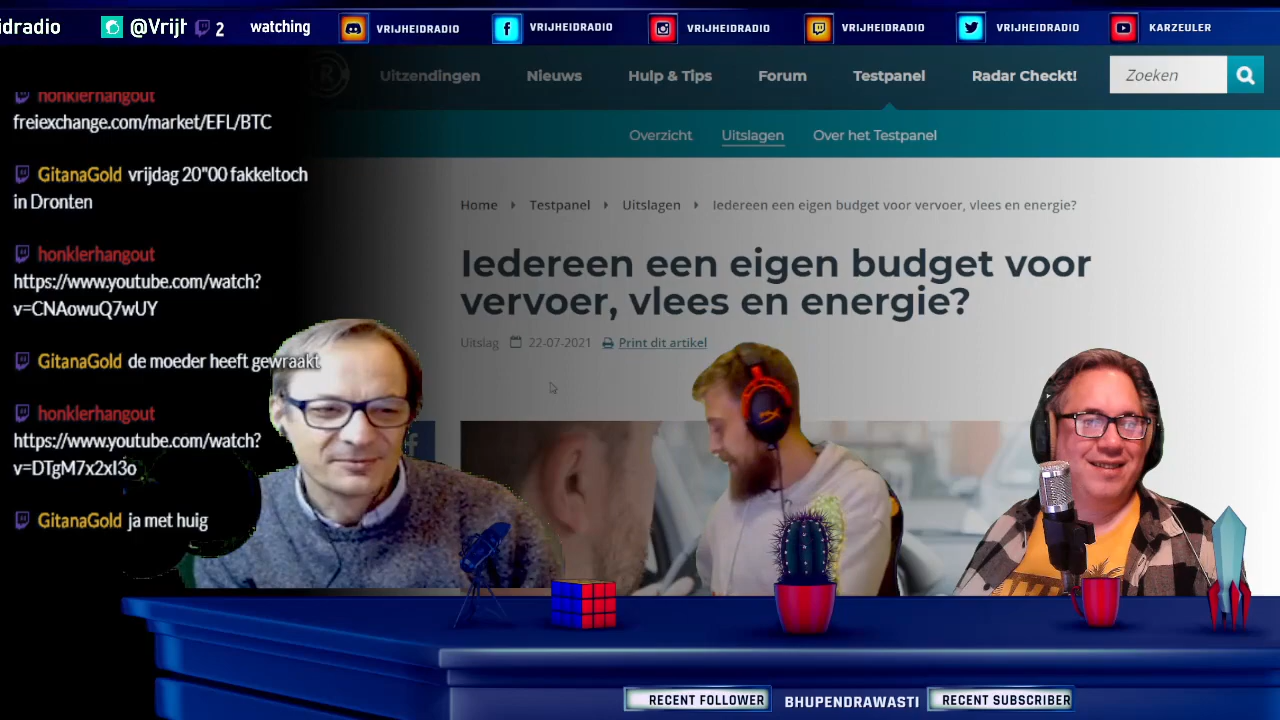 idradio @Vrijh 2 watching VRIJHEIDRADIO VRIJHEIDRADIO VRIJHEIDRADIO VRIJHEIDRADIO VRIJHEIDRADIO KARZEULER
Uitzendingen Nieuws Hulp & Tips Forum Testpanel Radar Checkt! Zoeken
Overzicht Uitslagen Over het Testpanel
honklerhangout
freiexchange.com/market/EFL/BTC
GitanaGold vrijdag 20"00 fakkeltoch
in Dronten
honklerhangout
https://www.youtube.com/watch?
v=CNAowuQ7wUY
GitanaGold de moeder heeft gewraakt
honklerhangout
https://www.youtube.com/watch?
v=DTgM7x2xI3o
GitanaGold ja met huig
Home Testpanel Uitslagen Iedereen een eigen budget voor vervoer, vlees en energie?
Iedereen een eigen budget voor
vervoer, vlees en energie?
Uitslag 22-07-2021 Print dit artikel
RECENT FOLLOWER BHUPENDRAWASTI RECENT SUBSCRIBER